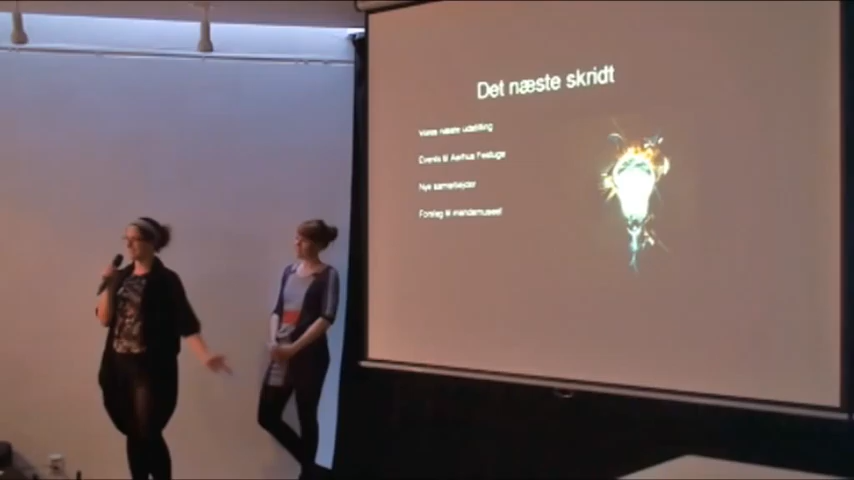 Det næste skridt
Vores næste udstilling
Events til Aarhus Festuge
Nye samarbejder
Forslag til mandemuseet